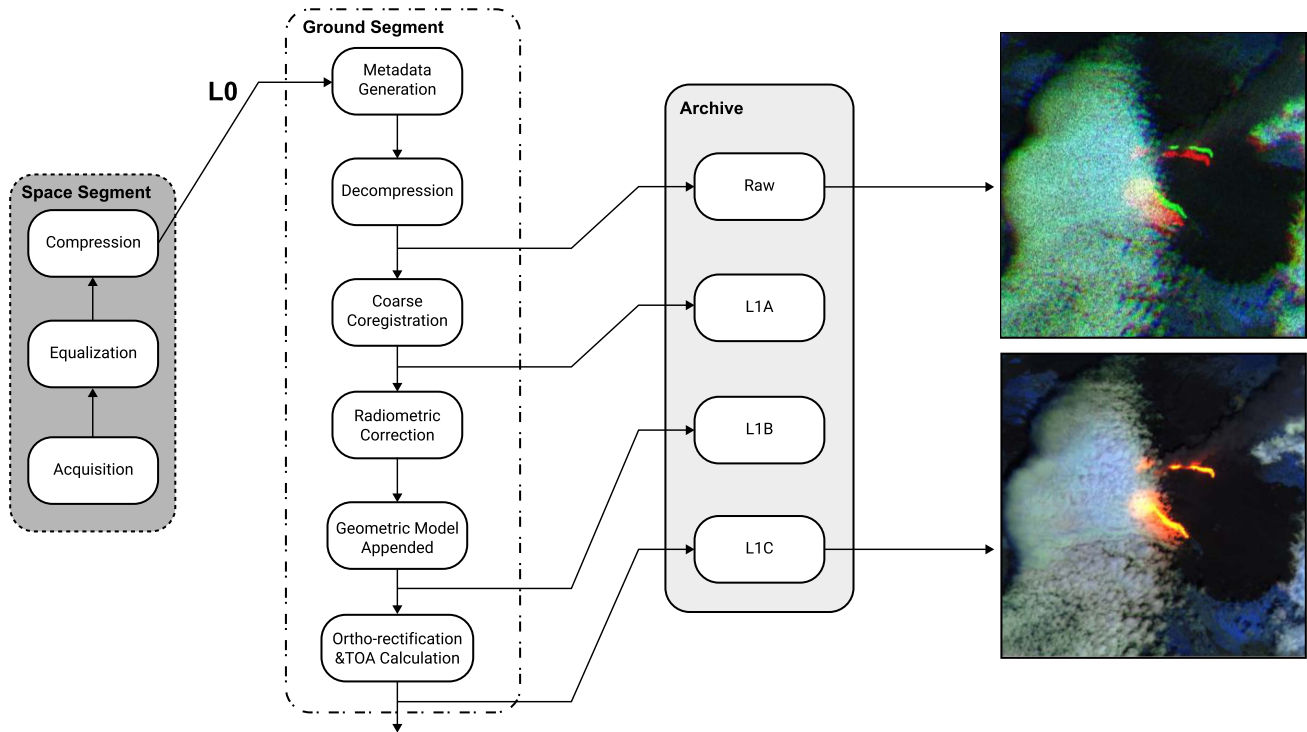 Ground Segment
Metadada
Generation
L0
Archive
Decompression
Raw
Space Segment
Compression
Coarse
Coregistration
L1A
Equalization
Radiometric
Correction
L1B
Acquisition
Geometric Model
Appended
L1C
Ortho-rectification
&TOA Calculation